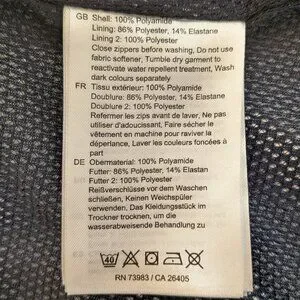 GB Shell: 100% Polyamide
Lining: 86% Polyester, 14% Elastane
Lining 2: 100% Polyester
Close zippers before washing, Do not use
fabric softener, Tumble dry garment to
reactivate water repellent treatment, Wash
dark colours separately
FR Tissu extérieur: 100% Polyamide
Doublure: 86% Polyester, 14% Elastane
Doublure 2: 100% Polyester
Refermer les zips avant de laver, Ne pas
utiliser d'adoucissant, Faire sécher le
vêtement en machine pour raviver la
déperlance, Laver les couleurs foncées à
part
DE Obermaterial: 100% Polyamide
Futter: 86% Polyester, 14% Elastan
Futter 2: 100% Polyester
Reißverschlüsse vor dem Waschen
schließen, Keinen Weichspüler
verwenden, Das Kleidungsstück im
Trockner trocknen, um die
wasserabweisende Behandlung zu
40
RN 73983 / CA 26405